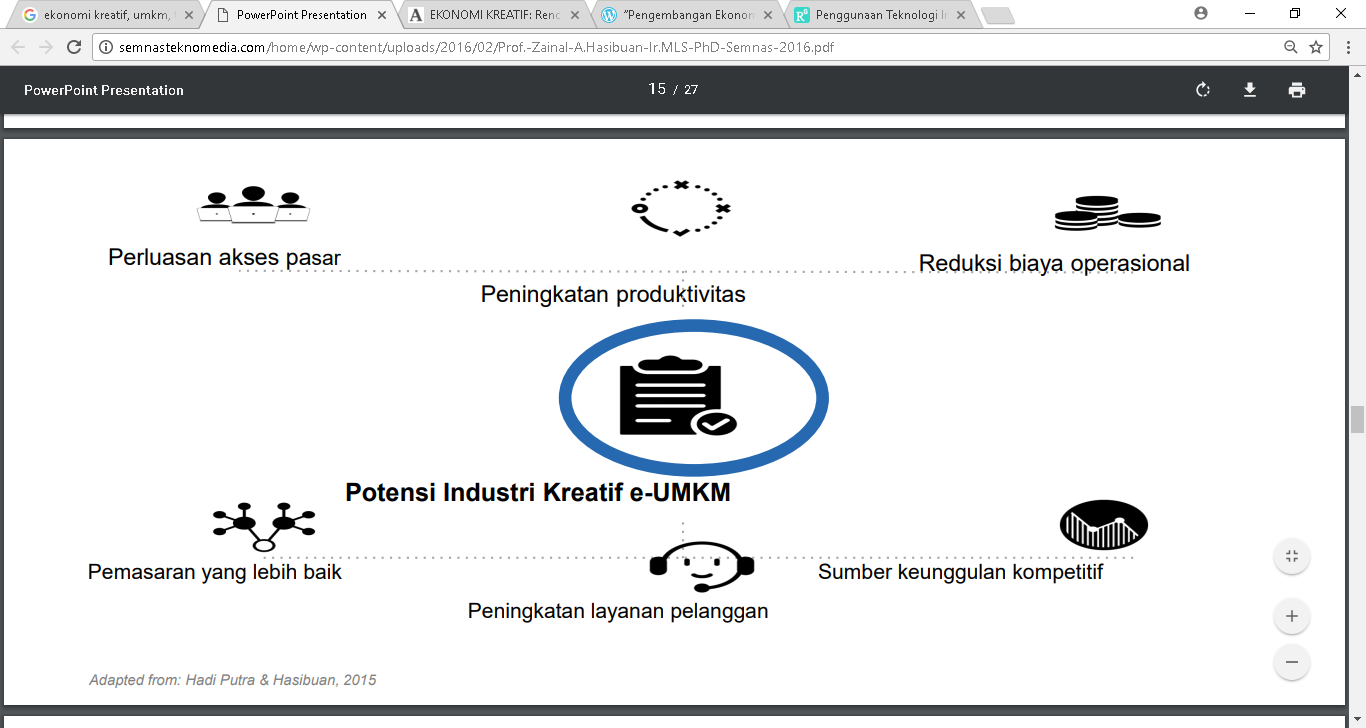 ekonomi kreatif, umkm,
PowerPoint Presentation
EKONOMI KREATIF: Renc
"Pengembangan Ekonom
Penggunaan Teknologi
semnasteknomedia.com/home/wp-content/uploads/2016/02/Prof.-Zainal-A.Hasibuan-Ir.MLS-PhD-Semnas-2016.pdf
PowerPoint Presentation
15 / 27
Perluasan akses pasar
Reduksi biaya operasional
Peningkatan produktivitas
Potensi Industri Kreatif e-UMKM
Pemasaran yang lebih baik
Sumber keunggulan kompetitif
Peningkatan layanan pelanggan
Adapted from: Hadi Putra & Hasibuan, 2015